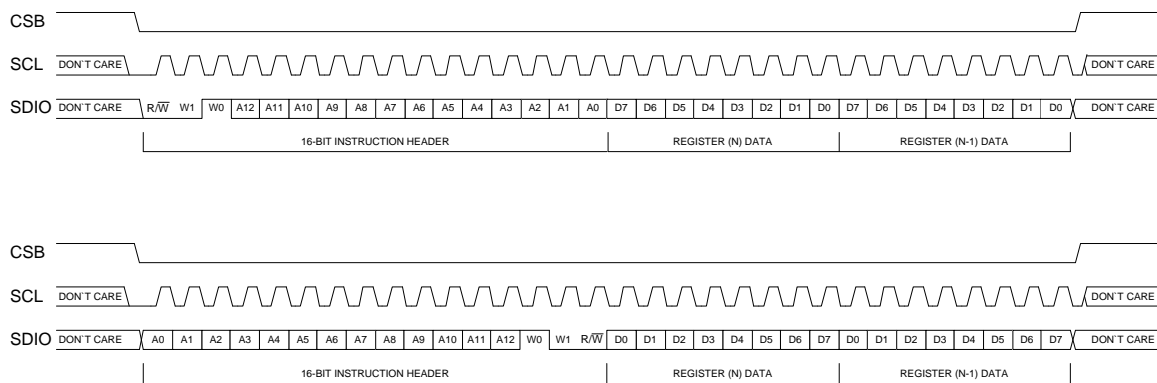 CSB
SCL DON'T CARE DON'T CARE
SDIO DON'T CARE R/W̅ W1 W0 A12 A11 A10 A9 A8 A7 A6 A5 A4 A3 A2 A1 A0 D7 D6 D5 D4 D3 D2 D1 D0 D7 D6 D5 D4 D3 D2 D1 D0 DON'T CARE
16-BIT INSTRUCTION HEADER REGISTER (N) DATA REGISTER (N-1) DATA
CSB
SCL DON'T CARE DON'T CARE
SDIO DON'T CARE A0 A1 A2 A3 A4 A5 A6 A7 A8 A9 A10 A11 A12 W0 W1 R/W̅ D0 D1 D2 D3 D4 D5 D6 D7 D0 D1 D2 D3 D4 D5 D6 D7 DON'T CARE
16-BIT INSTRUCTION HEADER REGISTER (N) DATA REGISTER (N-1) DATA